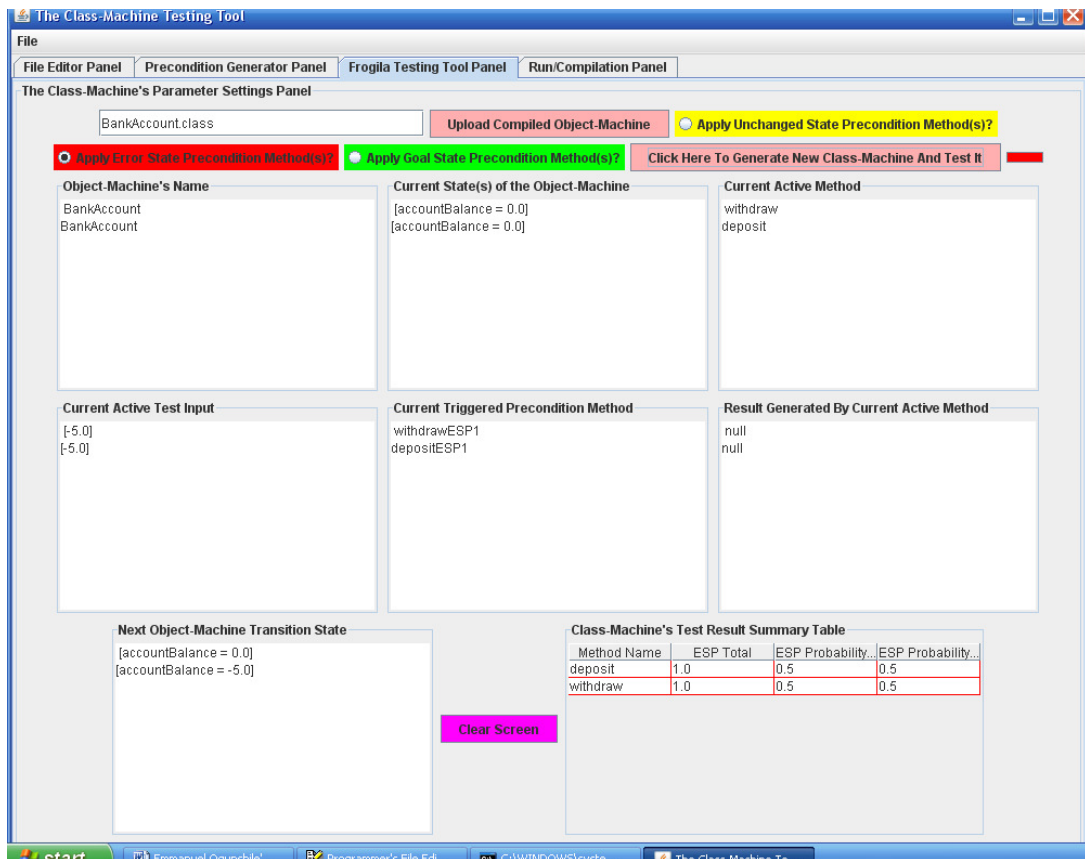 The Class-Machine Testing Tool
File
File Editor Panel Precondition Generator Panel Frogila Testing Tool Panel Run/Compilation Panel
The Class-Machine's Parameter Settings Panel
BankAccount.class Upload Compiled Object-Machine Apply Unchanged State Precondition Method(s)?
Apply Error State Precondition Method(s)? Apply Goal State Precondition Method(s)? Click Here To Generate New Class-Machine And Test It
Object-Machine's Name
BankAccount
BankAccount
Current State(s) of the Object-Machine
[accountBalance = 0.0]
[accountBalance = 0.0]
Current Active Method
withdraw
deposit
Current Active Test Input
[-5.0]
[-5.0]
Current Triggered Precondition Method
withdrawESP1
depositESP1
Result Generated By Current Active Method
null
null
Next Object-Machine Transition State
[accountBalance = 0.0]
[accountBalance = -5.0]
Clear Screen
Class-Machine's Test Result Summary Table
Method Name ESP Total ESP Probability... ESP Probability...
deposit 1.0 0.5 0.5
withdraw 1.0 0.5 0.5
start Emmanuel Ogunshile' Programmer's File Edi... C:\WINDOWS\syste... The Class-Machine Te...